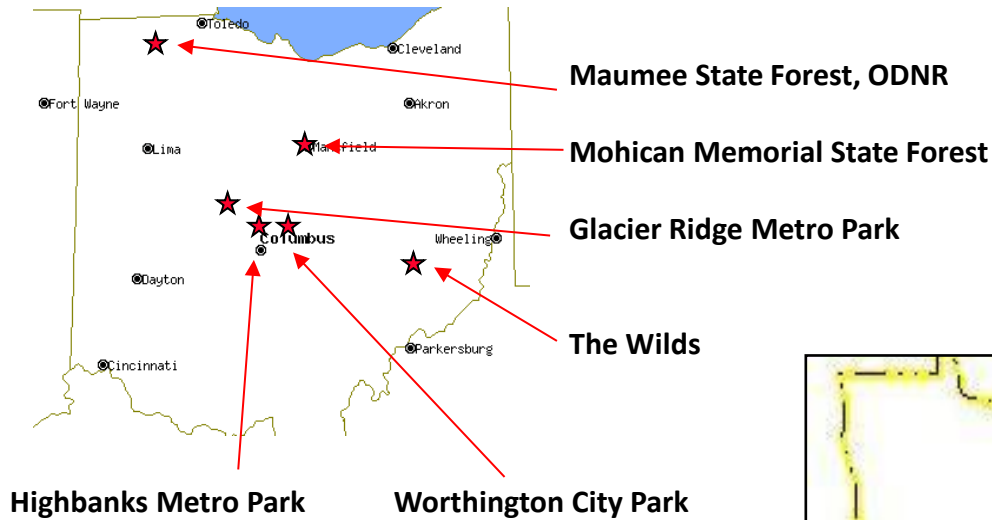 Toledo
Cleveland
Maumee State Forest, ODNR
Fort Wayne
Akron
Lima
Mohican Memorial State Forest
Glacier Ridge Metro Park
Columbus
Wheeling
Dayton
The Wilds
Parkersburg
Cincinnati
Highbanks Metro Park
Worthington City Park